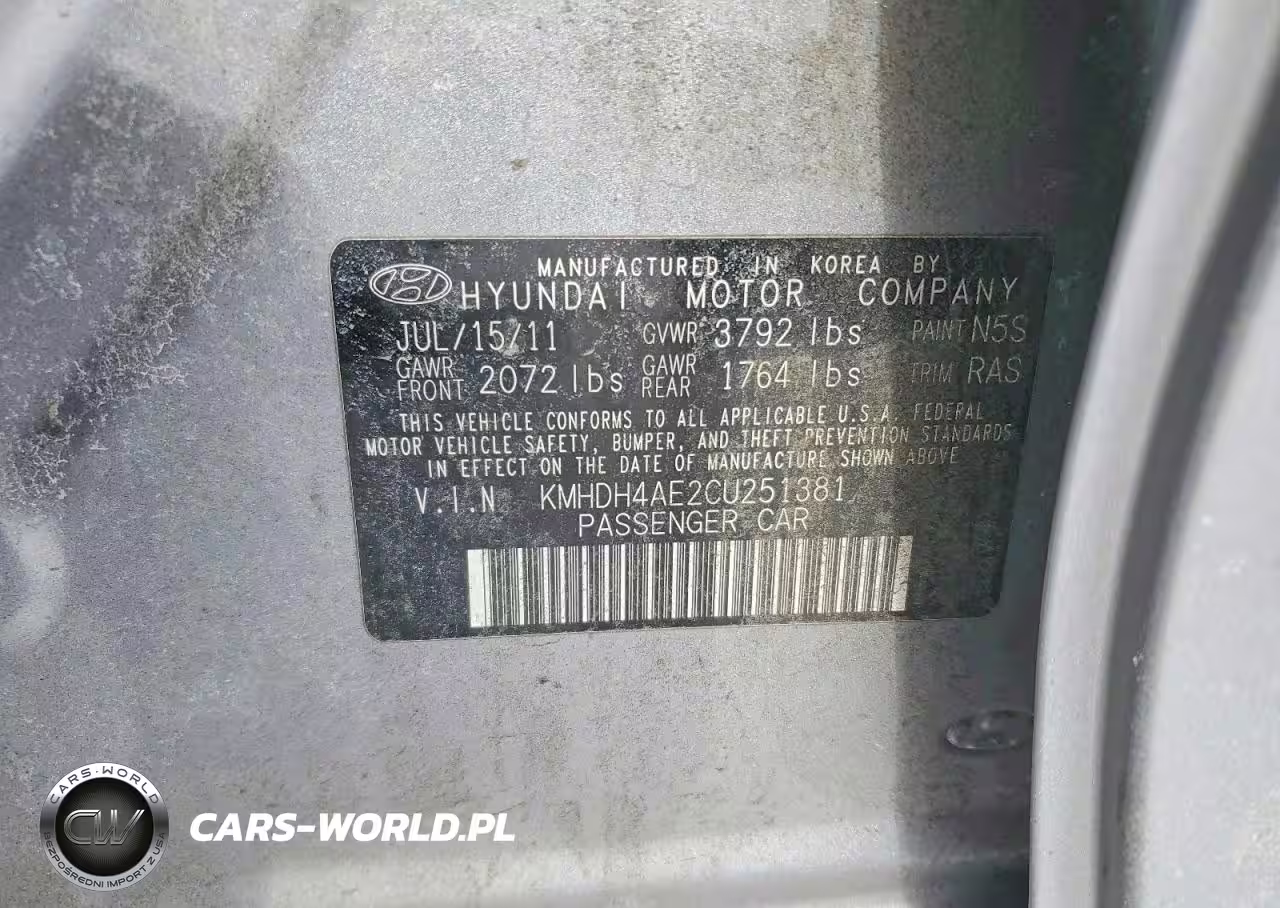 MANUFACTURED IN KOREA BY
HYUNDAI MOTOR COMPANY
JUL/15/11 GVWR 3792 lbs PAINT N5S
GAWR FRONT 2072 lbs GAWR REAR 1764 lbs TRIM RAS
THIS VEHICLE CONFORMS TO ALL APPLICABLE U.S.A. FEDERAL
MOTOR VEHICLE SAFETY, BUMPER, AND THEFT PREVENTION STANDARDS
IN EFFECT ON THE DATE OF MANUFACTURE SHOWN ABOVE
V.I.N KMHDH4AE2CU251381
PASSENGER CAR
CARS-WORLD
CW
BEZPOŚREDNI IMPORT Z USA
CARS-WORLD.PL